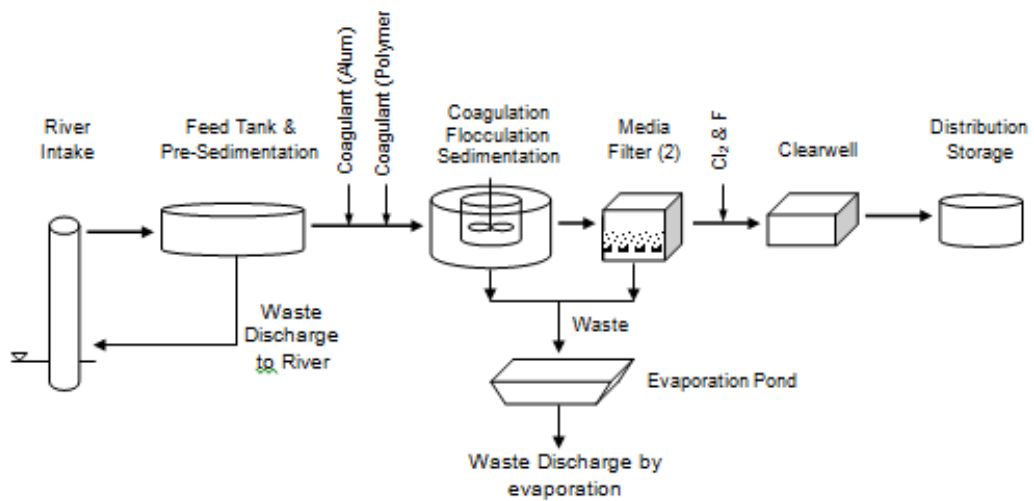 River
Intake
Feed Tank &
Pre-Sedimentation
Coagulant (Alum)
Coagulant (Polymer
Coagulation
Flocculation
Sedimentation
Media
Filter (2)
Cl₂ & F
Clearwell
Distribution
Storage
Waste
Discharge
to River
Waste
Evaporation Pond
Waste Discharge by
evaporation